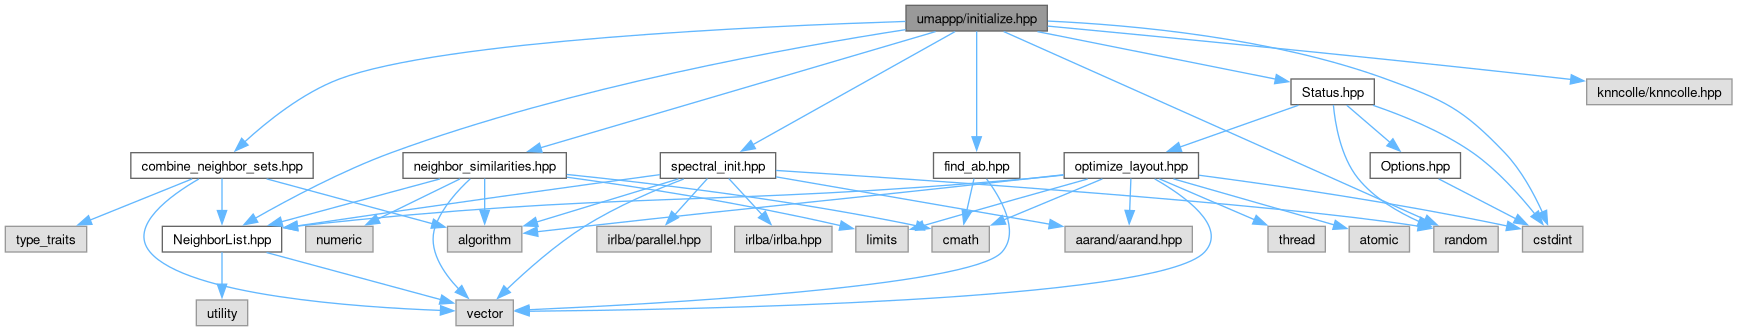 umappp/initialize.hpp
Status.hpp
knncolle/knncolle.hpp
combine_neighbor_sets.hpp
neighbor_similarities.hpp
spectral_init.hpp
find_ab.hpp
optimize_layout.hpp
Options.hpp
type_traits
NeighborList.hpp
numeric
algorithm
irlba/parallel.hpp
irlba/irlba.hpp
limits
cmath
aarand/aarand.hpp
thread
atomic
random
cstdint
utility
vector